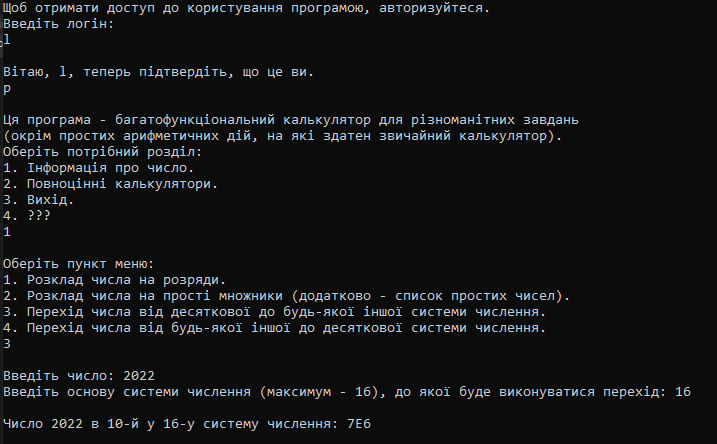 Щоб отримати доступ до користування програмою, авторизуйтеся.
Введіть логін:
l
Вітаю, l, теперь підтвердіть, що це ви.
p
Ця програма - багатофункціональний калькулятор для різноманітних завдань
(окрім простих арифметичних дій, на які здатен звичайний калькулятор).
Оберіть потрібний розділ:
1. Інформація про число.
2. Повноцінні калькулятори.
3. Вихід.
4. ???
1
Оберіть пункт меню:
1. Розклад числа на розряди.
2. Розклад числа на прості множники (додатково - список простих чисел).
3. Перехід числа від десяткової до будь-якої іншої системи числення.
4. Перехід числа від будь-якої іншої до десяткової системи числення.
3
Введіть число: 2022
Введіть основу системи числення (максимум - 16), до якої буде виконуватися перехід: 16
Число 2022 в 10-й у 16-у систему числення: 7E6